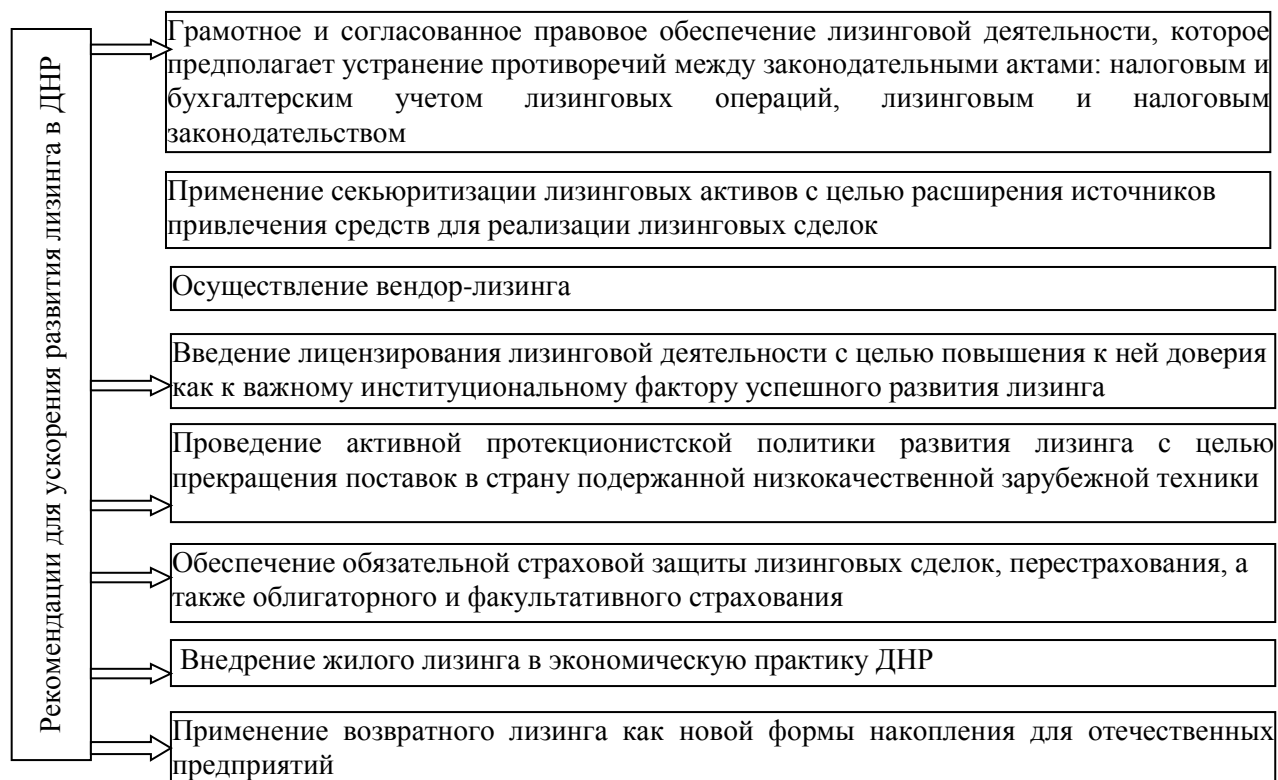 Рекомендации для ускорения развития лизинга в ДНР
Грамотное и согласованное правовое обеспечение лизинговой деятельности, которое
предполагает устранение противоречий между законодательными актами: налоговым и
бухгалтерским учетом лизинговых операций, лизинговым и налоговым
законодательством
Применение секьюритизации лизинговых активов с целью расширения источников
привлечения средств для реализации лизинговых сделок
Осуществление вендор-лизинга
Введение лицензирования лизинговой деятельности с целью повышения к ней доверия
как к важному институциональному фактору успешного развития лизинга
Проведение активной протекционистской политики развития лизинга с целью
прекращения поставок в страну подержанной низкокачественной зарубежной техники
Обеспечение обязательной страховой защиты лизинговых сделок, перестрахования, а
также облигаторного и факультативного страхования
Внедрение жилого лизинга в экономическую практику ДНР
Применение возвратного лизинга как новой формы накопления для отечественных
предприятий